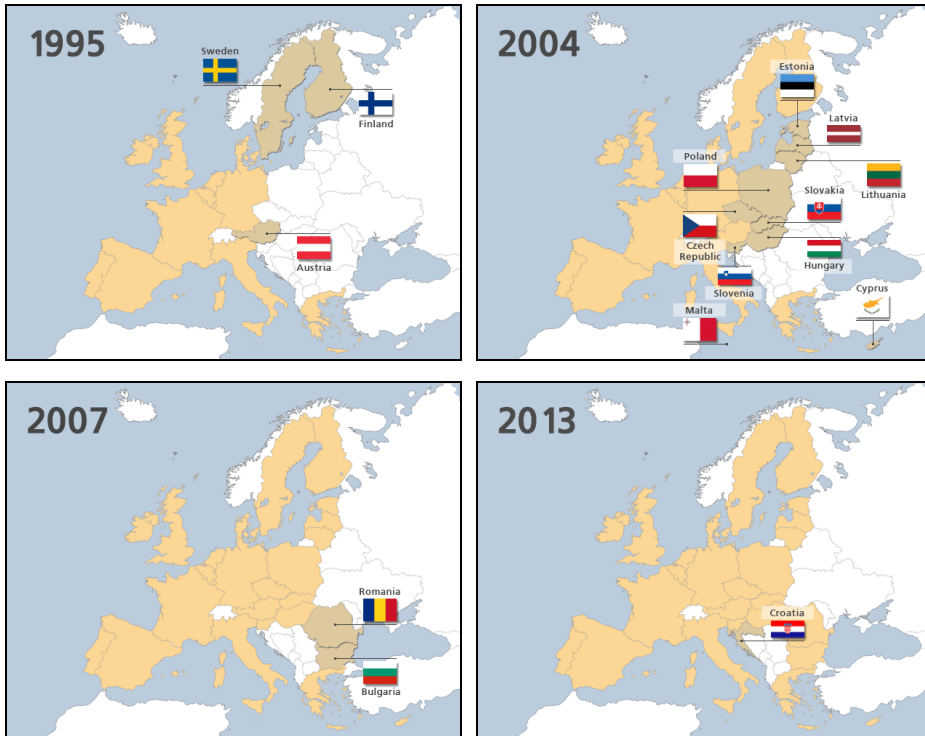 1995
Sweden
Finland
Austria
2004
Estonia
Latvia
Poland
Lithuania
Slovakia
Czech
Republic
Hungary
Slovenia
Cyprus
Malta
2007
Romania
Bulgaria
2013
Croatia